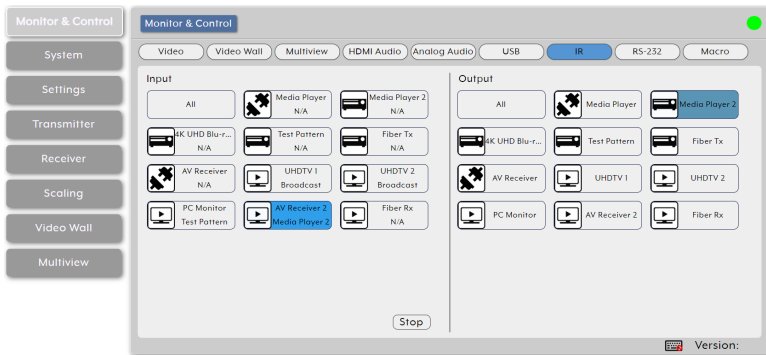 Monitor & Control
System
Settings
Transmitter
Receiver
Scaling
Video Wall
Multiview
Monitor & Control
Video
Video Wall
Multiview
HDMI Audio
Analog Audio
USB
IR
RS-232
Macro
Input
All
Media Player
N/A
Media Player 2
N/A
4K UHD Blu-r...
N/A
Test Pattern
N/A
Fiber Tx
N/A
AV Receiver
N/A
UHDTV 1
Broadcast
UHDTV 2
Broadcast
PC Monitor
Test Pattern
AV Receiver 2
Media Player 2
Fiber Rx
N/A
Stop
Output
All
Media Player
Media Player 2
4K UHD Blu-r...
Test Pattern
Fiber Tx
AV Receiver
UHDTV 1
UHDTV 2
PC Monitor
AV Receiver 2
Fiber Rx
Version: